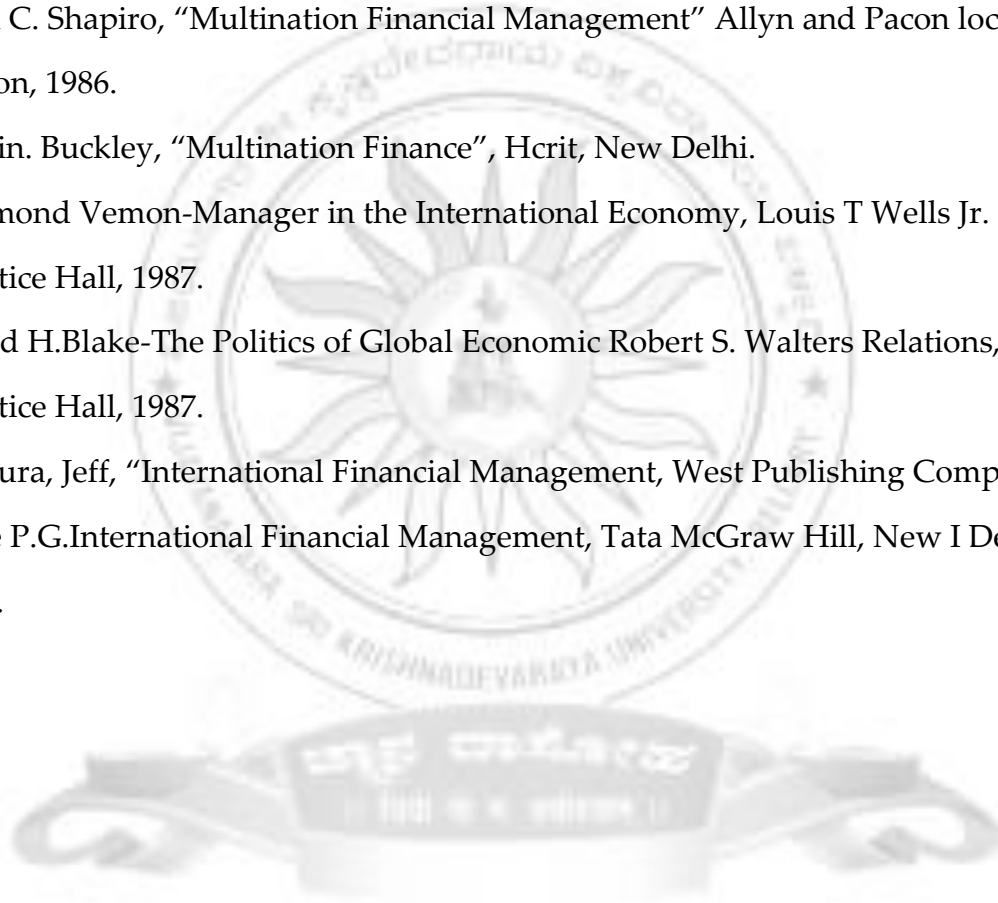 C. Shapiro, “Multination Financial Management” Allyn and Pacon loc
on, 1986.
in. Buckley, “Multination Finance”, Hcrit, New Delhi.
mond Vemon-Manager in the International Economy, Louis T Wells Jr.
tice Hall, 1987.
d H.Blake-The Politics of Global Economic Robert S. Walters Relations,
tice Hall, 1987.
ura, Jeff, “International Financial Management, West Publishing Comp
e P.G.International Financial Management, Tata McGraw Hill, New I De
SRI KRISHNADEVARAYA UNIVERSITY